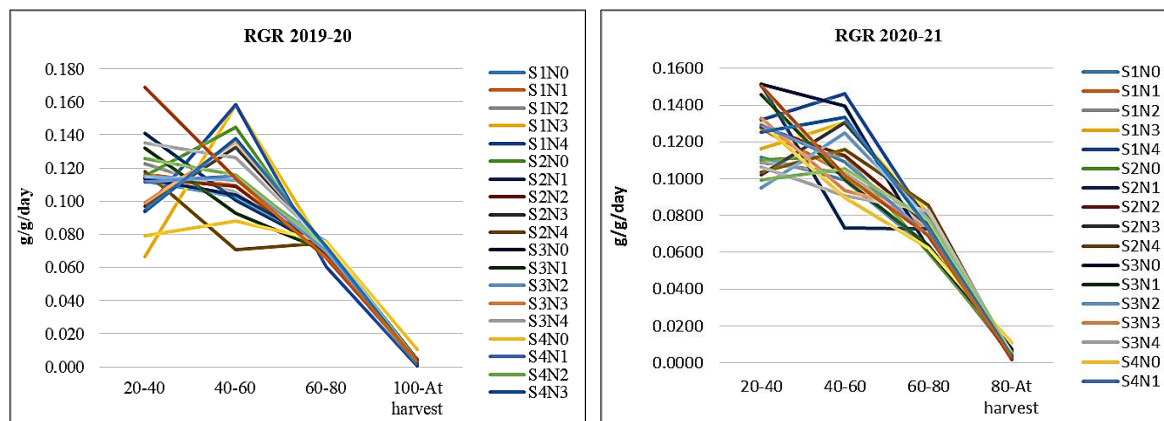 RGR 2019-20
g/g/day
0.180
0.160
0.140
0.120
0.100
0.080
0.060
0.040
0.020
0.000
20-40
40-60
60-80
100-At
harvest
S1N0
S1N1
S1N2
S1N3
S1N4
S2N0
S2N1
S2N2
S2N3
S2N4
S3N0
S3N1
S3N2
S3N3
S3N4
S4N0
S4N1
S4N2
S4N3
RGR 2020-21
g/g/day
0.1600
0.1400
0.1200
0.1000
0.0800
0.0600
0.0400
0.0200
0.0000
20-40
40-60
60-80
80-At
harvest
S1N0
S1N1
S1N2
S1N3
S1N4
S2N0
S2N1
S2N2
S2N3
S2N4
S3N0
S3N1
S3N2
S3N3
S3N4
S4N0
S4N1